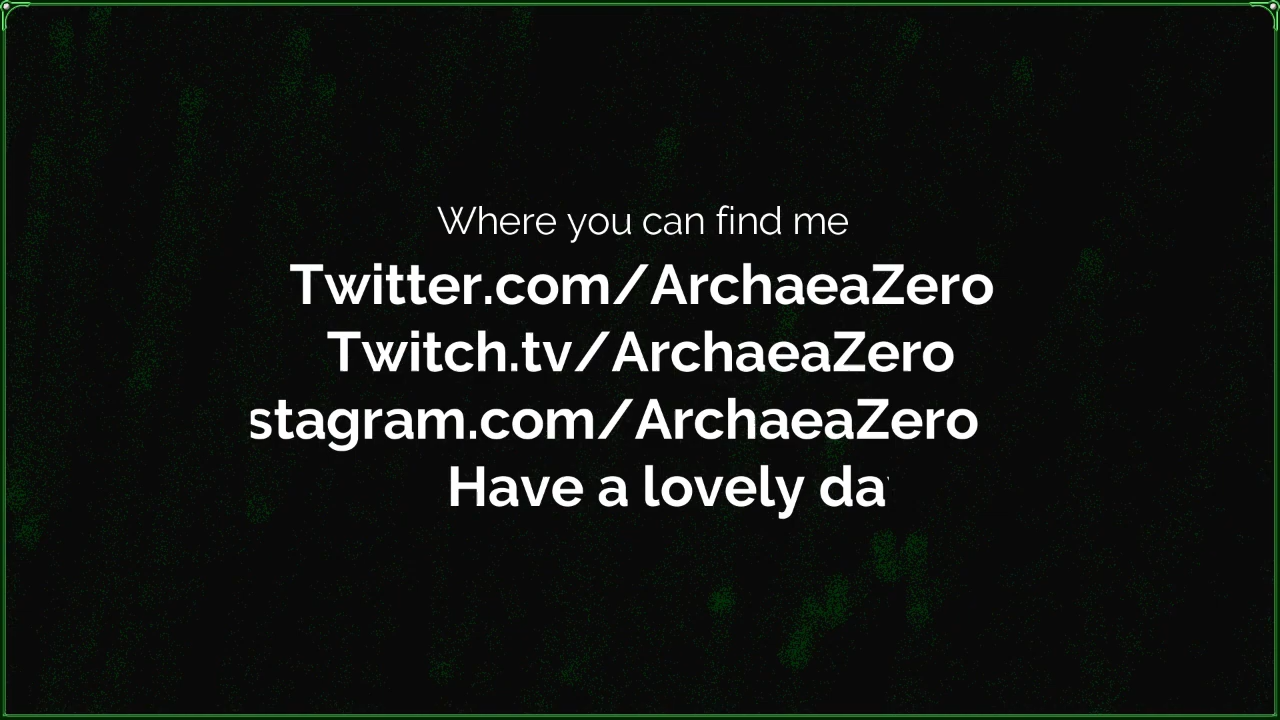 Where you can find me
Twitter.com/ArchaeaZero
Twitch.tv/ArchaeaZero
stagram.com/ArchaeaZero
Have a lovely da